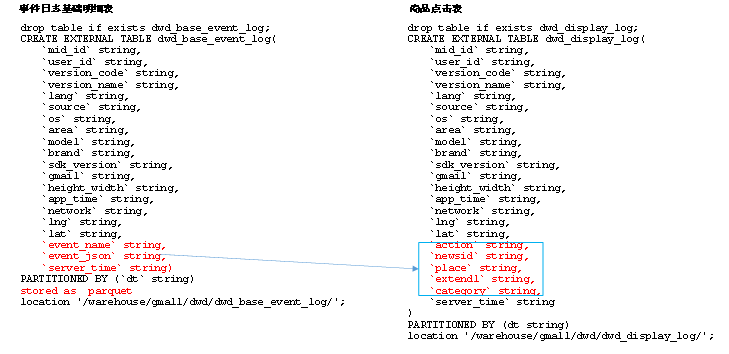 事件日志基础明细表
drop table if exists dwd_base_event_log;
CREATE EXTERNAL TABLE dwd_base_event_log(
`mid_id` string,
`user_id` string,
`version_code` string,
`version_name` string,
`lang` string,
`source` string,
`os` string,
`area` string,
`model` string,
`brand` string,
`sdk_version` string,
`gmail` string,
`height_width` string,
`app_time` string,
`network` string,
`lng` string,
`lat` string,
`event_name` string,
`event_json` string,
`server_time` string)
PARTITIONED BY (`dt` string)
stored as parquet
location '/warehouse/gmall/dwd/dwd_base_event_log/';
商品点击表
drop table if exists dwd_display_log;
CREATE EXTERNAL TABLE dwd_display_log(
`mid_id` string,
`user_id` string,
`version_code` string,
`version_name` string,
`lang` string,
`source` string,
`os` string,
`area` string,
`model` string,
`brand` string,
`sdk_version` string,
`gmail` string,
`height_width` string,
`app_time` string,
`network` string,
`lng` string,
`lat` string,
`action` string,
`newsid` string,
`place` string,
`extend1` string,
`category` string,
`server_time` string
)
PARTITIONED BY (dt string)
location '/warehouse/gmall/dwd/dwd_display_log/';